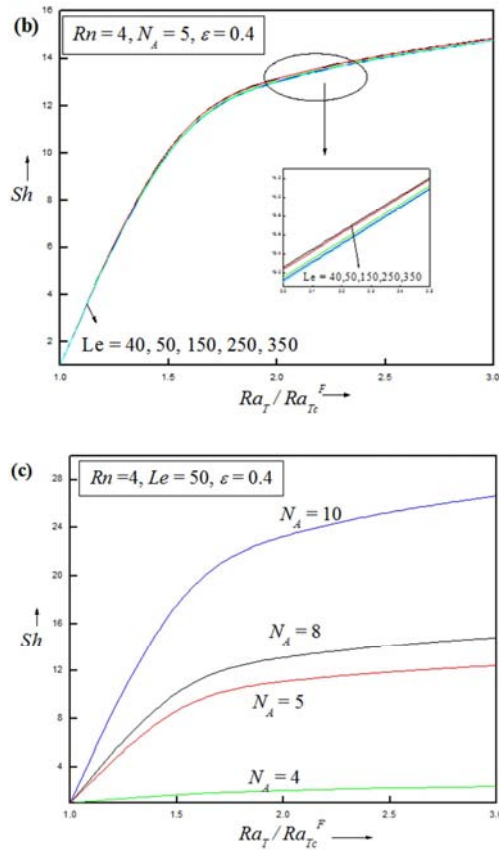 (b)
Rn = 4, N_A = 5, ε = 0.4
16
14
12
10
8
6
4
2
Sh
Le = 40,50,150,250,350
Le = 40, 50, 150, 250, 350
1.0 1.5 2.0 2.5 3.0
Ra_T / Ra_Tc^F
(c)
Rn =4, Le = 50, ε = 0.4
28
24
20
16
12
8
4
Sh
N_A = 10
N_A = 8
N_A = 5
N_A = 4
1.0 1.5 2.0 2.5 3.0
Ra_T / Ra_Tc^F